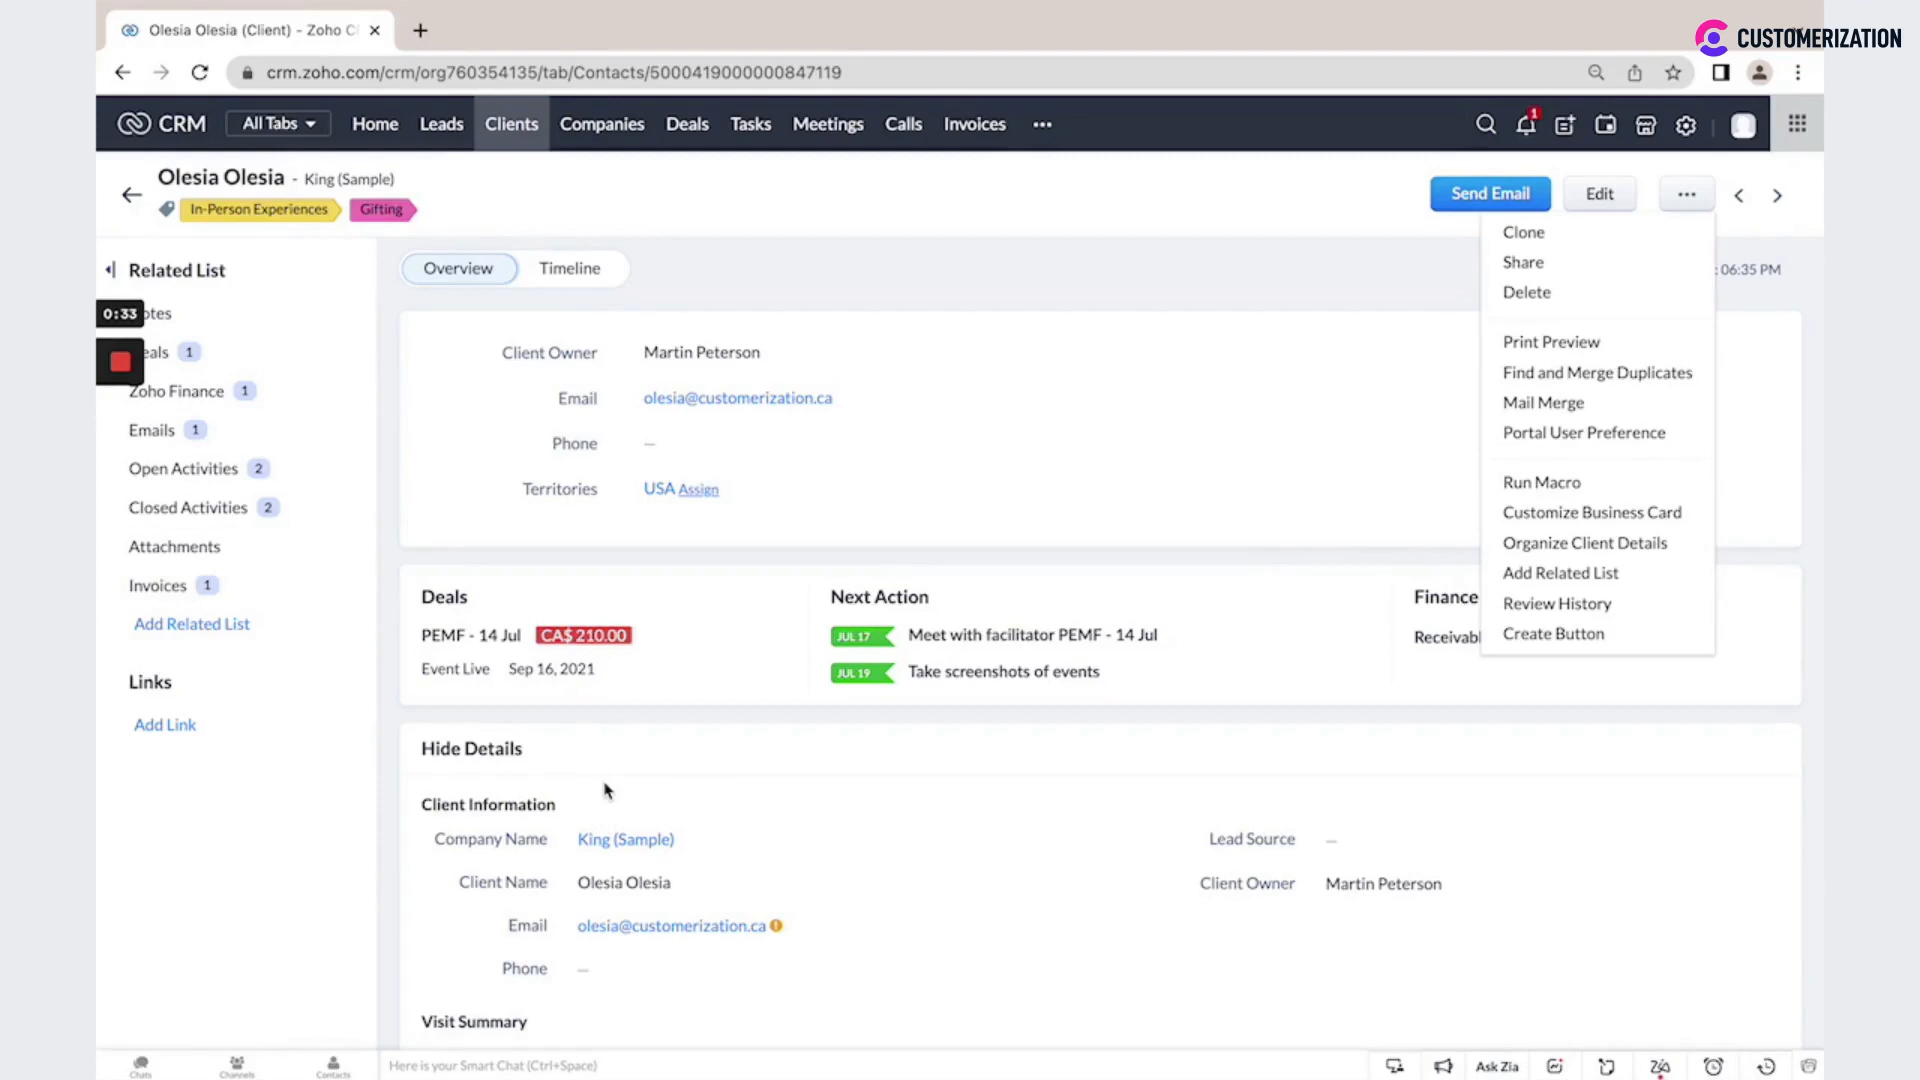 Olesia Olesia (Client) - Zoho C
CUSTOMERIZATION
crm.zoho.com/crm/org760354135/tab/Contacts/5000419000000847119
CRM All Tabs Home Leads Clients Companies Deals Tasks Meetings Calls Invoices ••• 1
Olesia Olesia - King (Sample)
In-Person Experiences Gifting
Send Email Edit •••
Clone
Share
Delete
Print Preview
Find and Merge Duplicates
Mail Merge
Portal User Preference
Run Macro
Customize Business Card
Organize Client Details
Add Related List
Review History
Create Button
: 06:35 PM
Related List
0:33 otes
eals 1
Zoho Finance 1
Emails 1
Open Activities 2
Closed Activities 2
Attachments
Invoices 1
Add Related List
Links
Add Link
Overview Timeline
Client Owner Martin Peterson
Email olesia@customerization.ca
Phone —
Territories USA Assign
Deals
PEMF - 14 Jul CA$ 210.00
Event Live Sep 16, 2021
Next Action
JUL 17 Meet with facilitator PEMF - 14 Jul
JUL 19 Take screenshots of events
Finance
Receivabl
Hide Details
Client Information
Company Name King (Sample)
Lead Source —
Client Name Olesia Olesia
Client Owner Martin Peterson
Email olesia@customerization.ca
Phone —
Visit Summary
Chats Channels Contacts Here is your Smart Chat (Ctrl+Space) Ask Zia